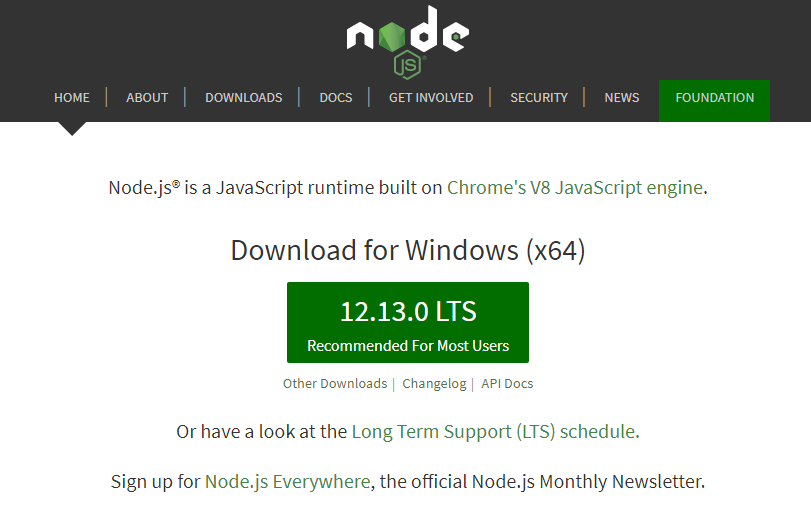 node
JS
HOME | ABOUT | DOWNLOADS | DOCS | GET INVOLVED | SECURITY | NEWS FOUNDATION
Node.js® is a JavaScript runtime built on Chrome's V8 JavaScript engine.
Download for Windows (x64)
12.13.0 LTS
Recommended For Most Users
Other Downloads | Changelog | API Docs
Or have a look at the Long Term Support (LTS) schedule.
Sign up for Node.js Everywhere, the official Node.js Monthly Newsletter.